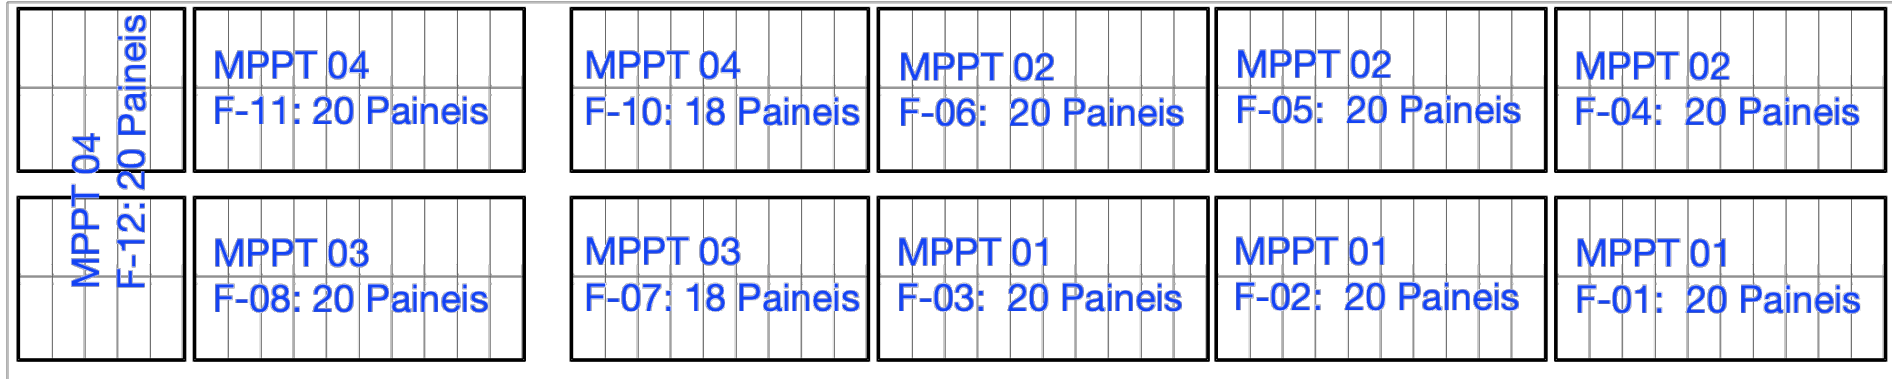 MPPT 04
F-12: 20 Paineis
MPPT 04
F-11: 20 Paineis
MPPT 04
F-10: 18 Paineis
MPPT 02
F-06: 20 Paineis
MPPT 02
F-05: 20 Paineis
MPPT 02
F-04: 20 Paineis
MPPT 03
F-08: 20 Paineis
MPPT 03
F-07: 18 Paineis
MPPT 01
F-03: 20 Paineis
MPPT 01
F-02: 20 Paineis
MPPT 01
F-01: 20 Paineis